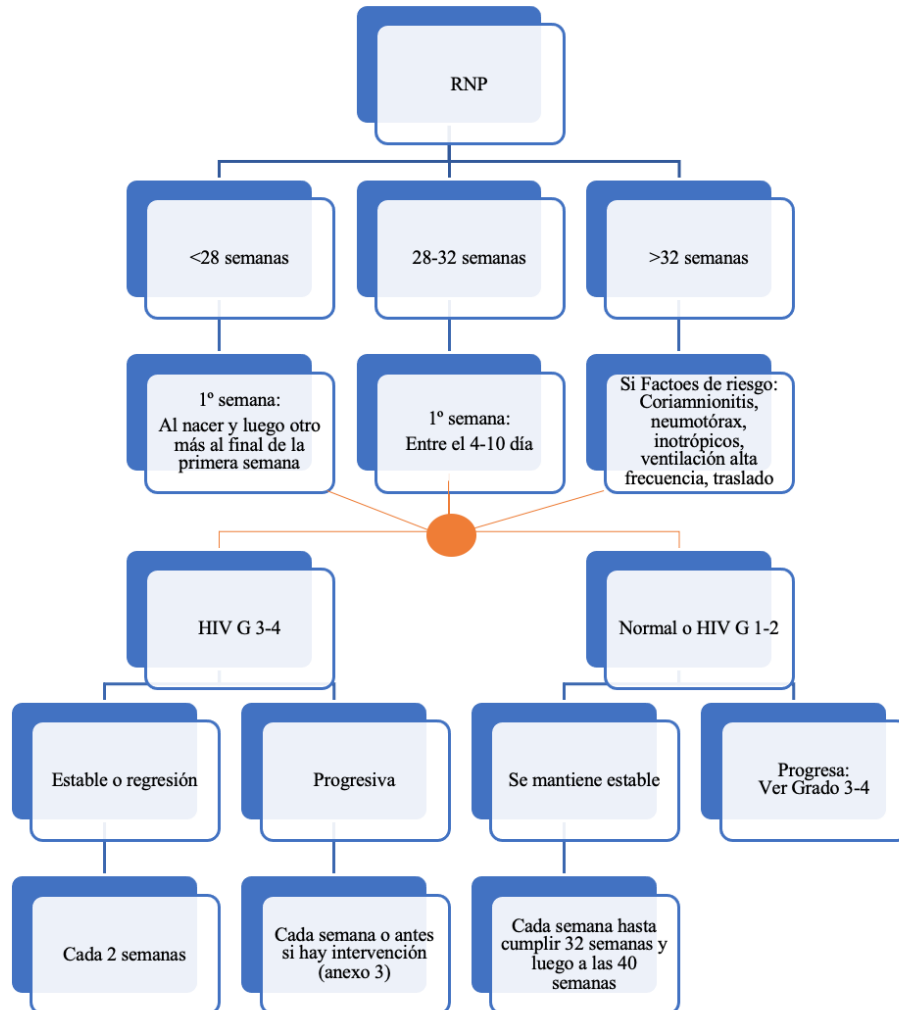 RNP
<28 semanas
28-32 semanas
>32 semanas
1º semana:
Al nacer y luego otro
más al final de la
primera semana
1º semana:
Entre el 4-10 día
Si Factoes de riesgo:
Coriamnionitis,
neumotórax,
inotrópicos,
ventilación alta
frecuencia, traslado
HIV G 3-4
Normal o HIV G 1-2
Estable o regresión
Progresiva
Se mantiene estable
Progresa:
Ver Grado 3-4
Cada 2 semanas
Cada semana o antes
si hay intervención
(anexo 3)
Cada semana hasta
cumplir 32 semanas y
luego a las 40
semanas